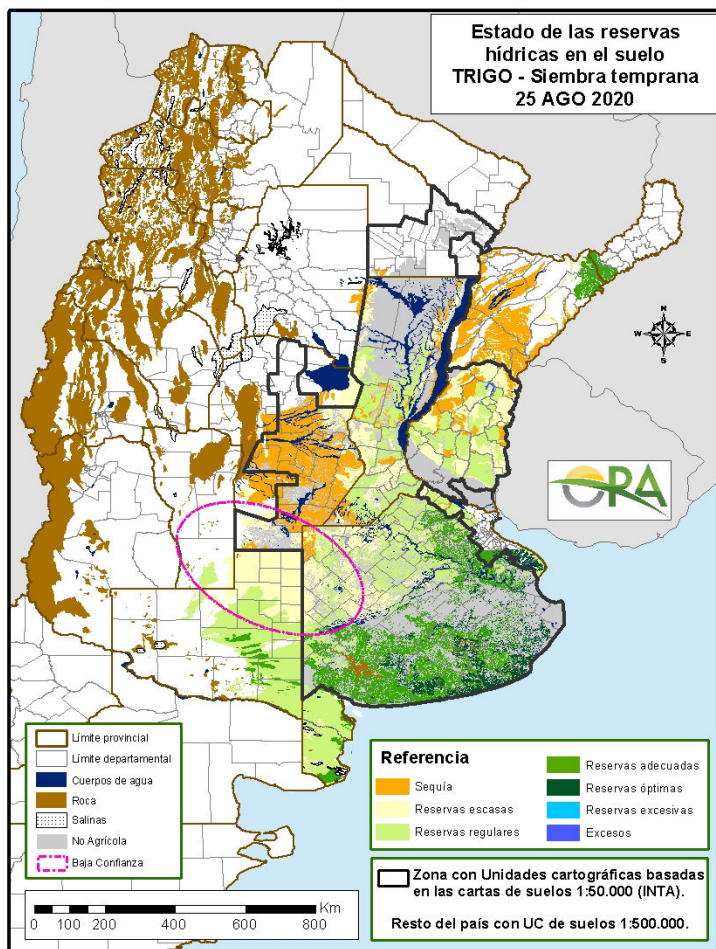 Estado de las reservas
hídricas en el suelo
TRIGO - Siembra temprana
25 AGO 2020
N
W
E
S
ORA
Límite provincial
Límite departamental
Cuerpos de agua
Roca
Salinas
No Agrícola
Baja Confianza
Referencia
Sequía
Reservas escasas
Reservas regulares
Reservas adecuadas
Reservas óptimas
Reservas excesivas
Excesos
Zona con Unidades cartográficas basadas
en las cartas de suelos 1:50.000 (INTA).
Resto del país con UC de suelos 1:500.000.
Km
0 50 100 200 400 600 800